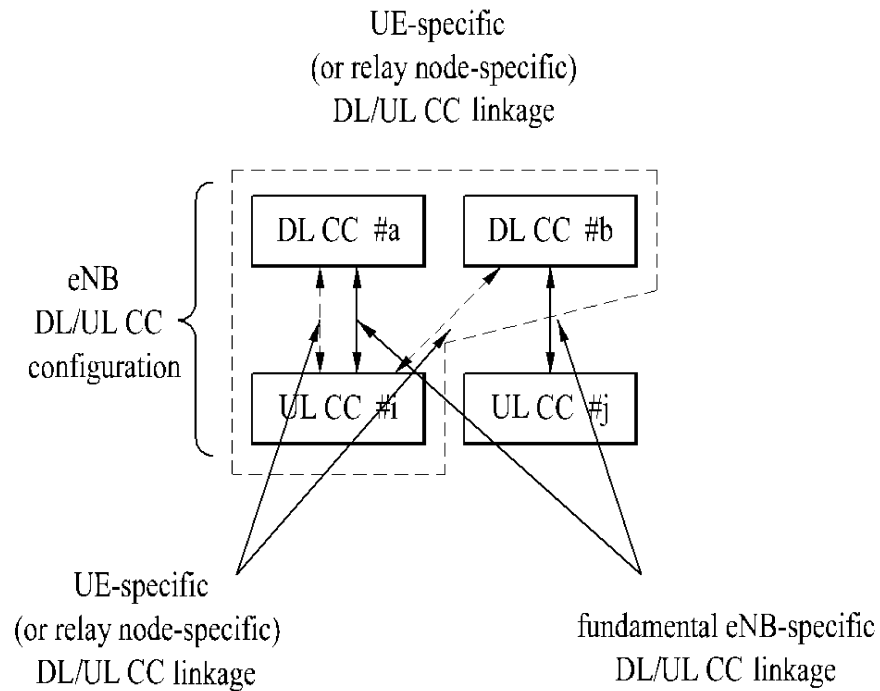 UE-specific
(or relay node-specific)
DL/UL CC linkage
DL CC #a
DL CC #b
eNB
DL/UL CC
configuration
UL CC #i
UL CC #j
UE-specific
(or relay node-specific)
DL/UL CC linkage
fundamental eNB-specific
DL/UL CC linkage